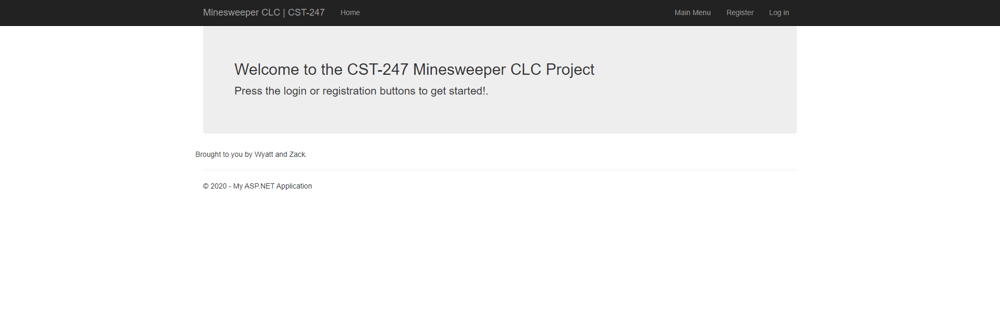 Minesweeper CLC | CST-247 Home Main Menu Register Log in
Welcome to the CST-247 Minesweeper CLC Project
Press the login or registration buttons to get started!.
Brought to you by Wyatt and Zack.
© 2020 - My ASP.NET Application